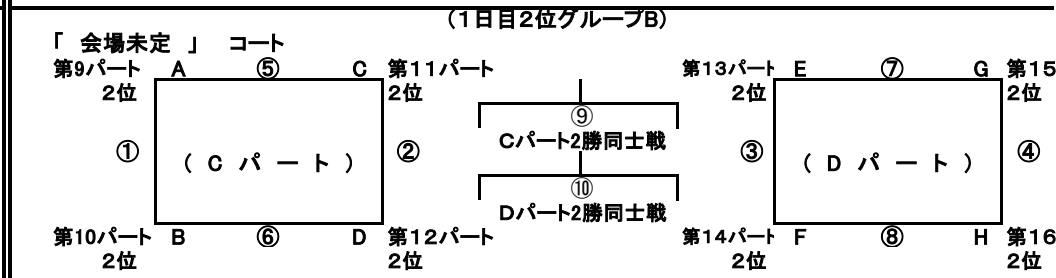 (1日目2位グループB)
「 会場未定 」 コート
第9パート A ⑤ C 第11パート 第13パート E ⑦ G 第15
2位 2位 2位 2位
⑨
① (Cパート) ② Cパート2勝同士戦 ③ (Dパート) ④
⑩
Dパート2勝同士戦
第10パート B ⑥ D 第12パート 第14パート F ⑧ H 第16
2位 2位 2位 2位